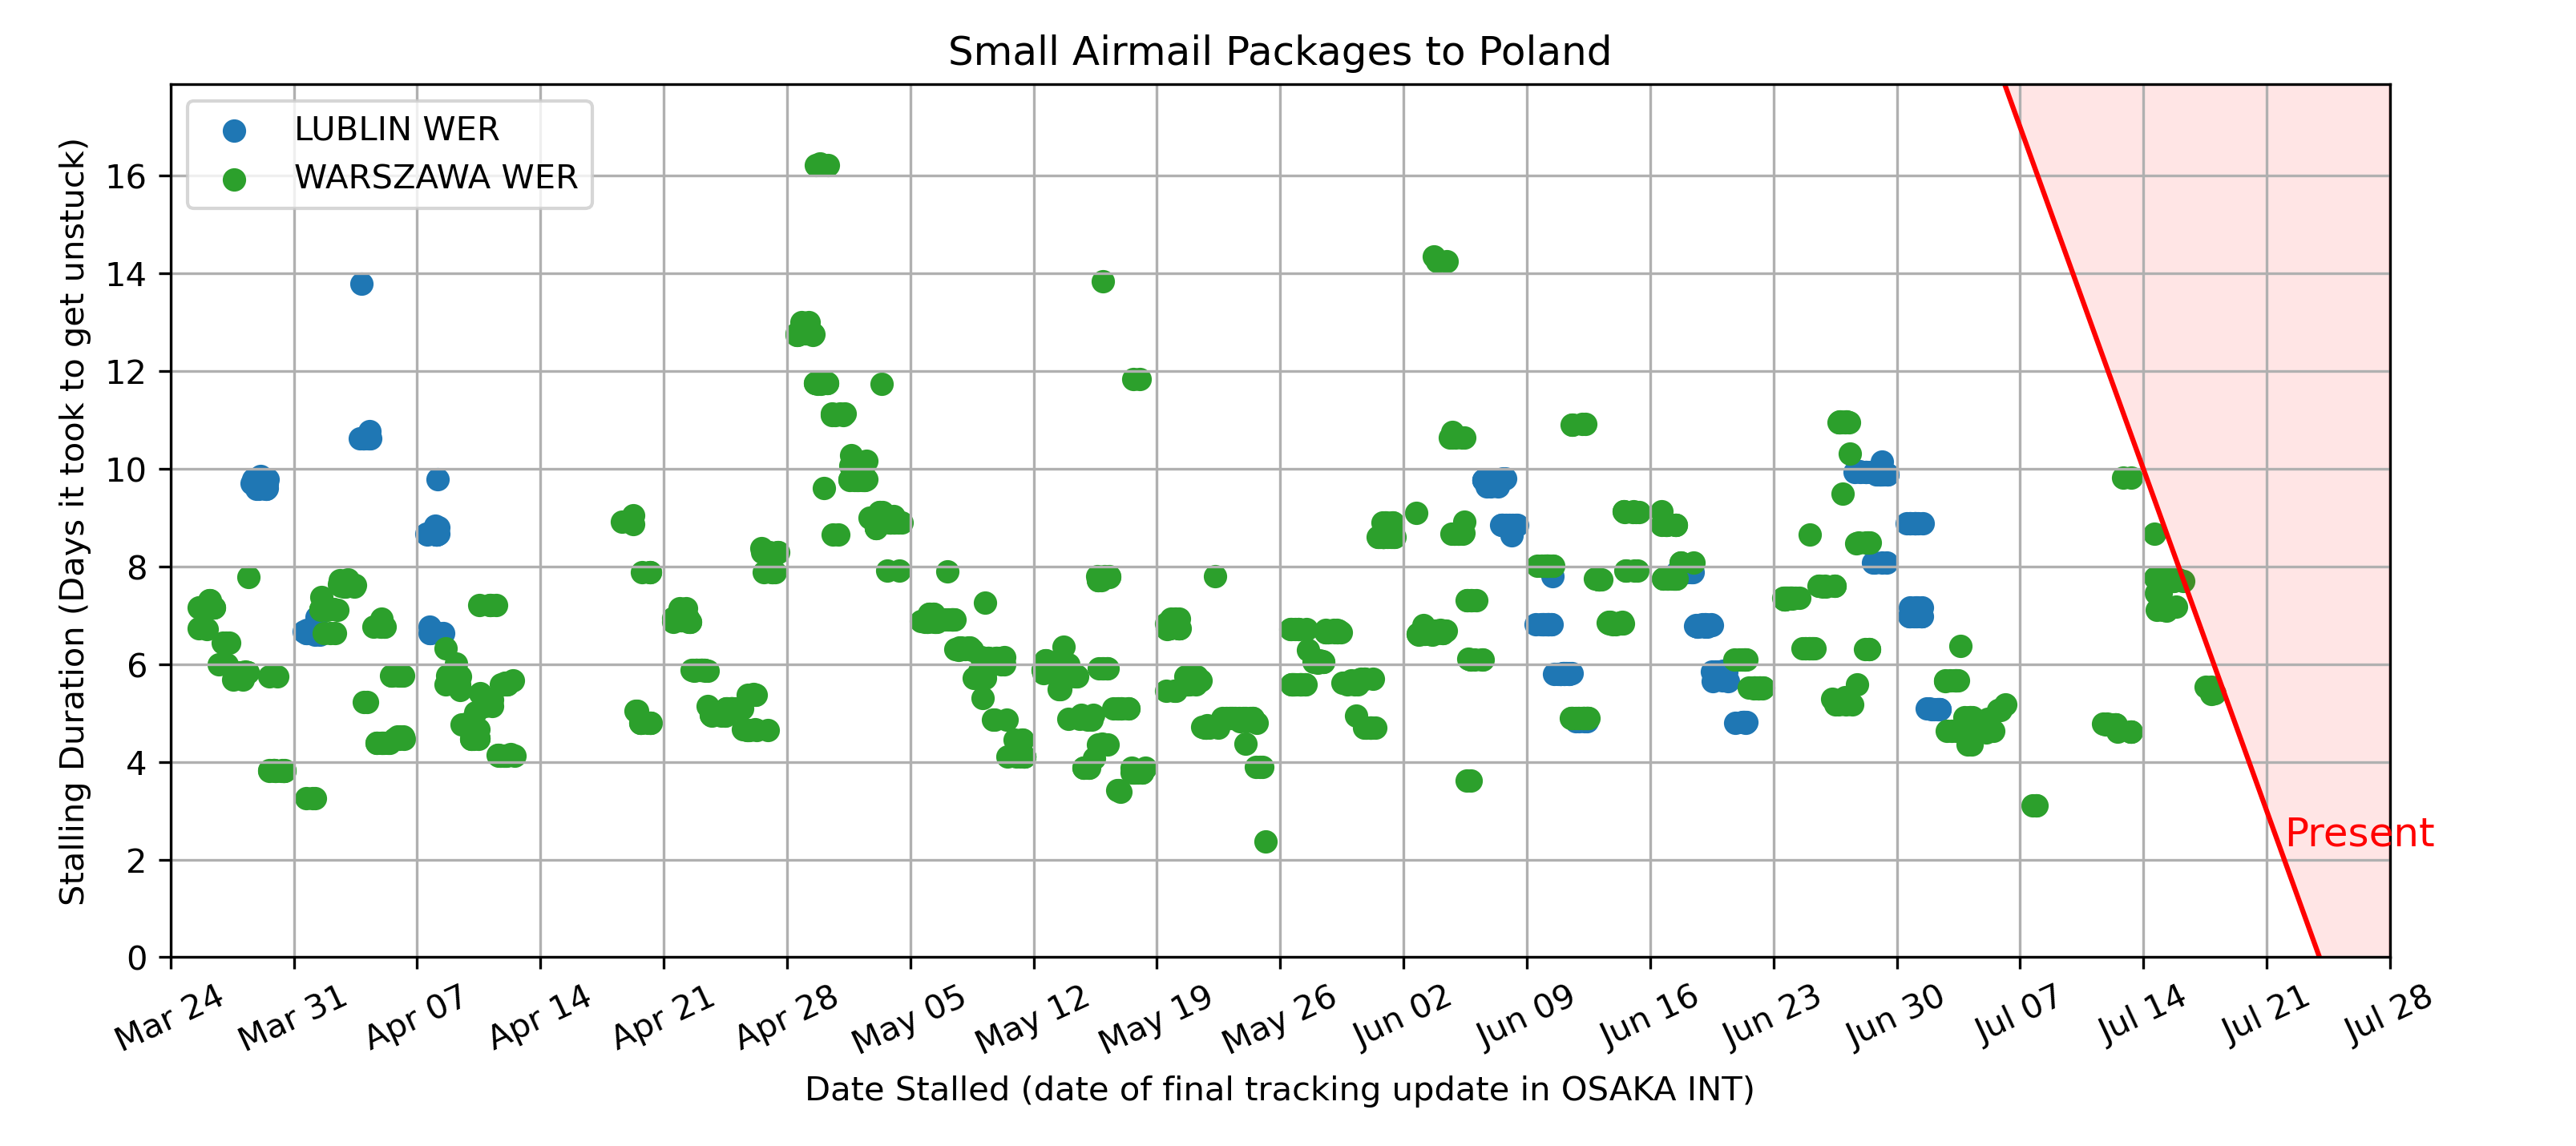 Small Airmail Packages to Poland
LUBLIN WER
WARSZAWA WER
Stalling Duration (Days it took to get unstuck)
16
14
12
10
8
6
4
2
0
Present
Mar 24
Mar 31
Apr 07
Apr 14
Apr 21
Apr 28
May 05
May 12
May 19
May 26
Jun 02
Jun 09
Jun 16
Jun 23
Jun 30
Jul 07
Jul 14
Jul 21
Jul 28
Date Stalled (date of final tracking update in OSAKA INT)